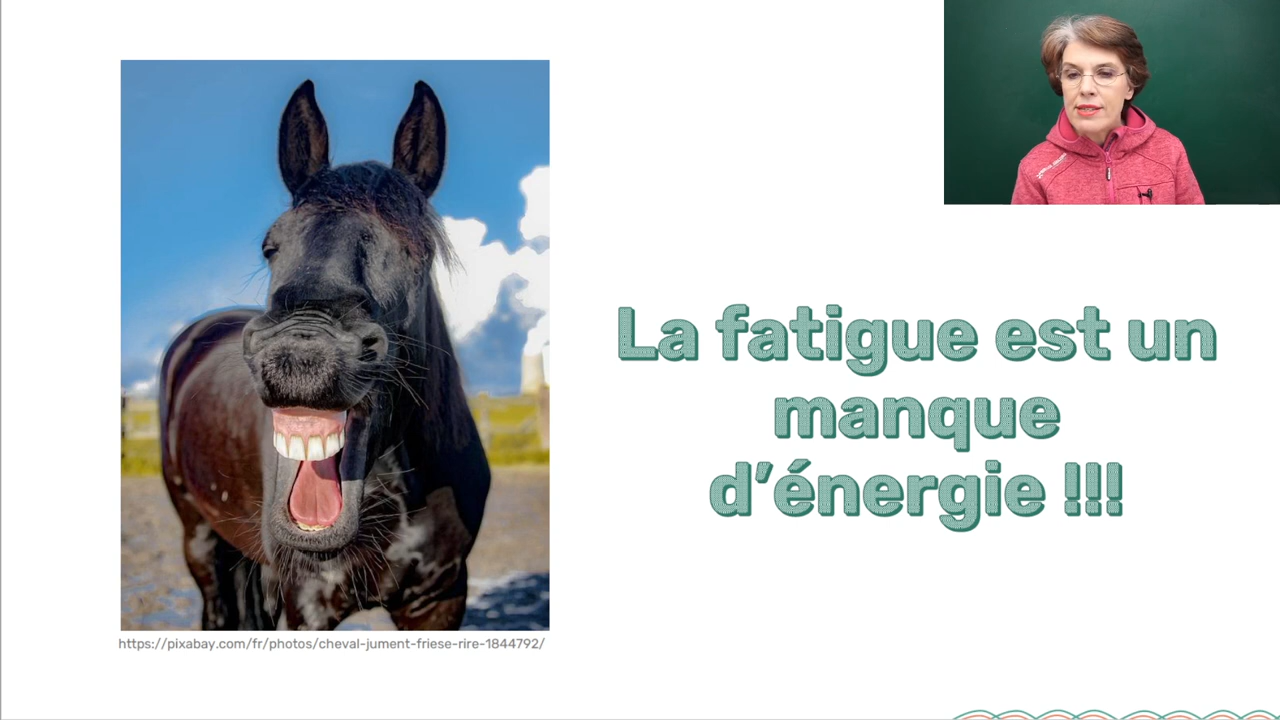 La fatigue est un
manque
d’énergie !!!
https://pixabay.com/fr/photos/cheval-jument-friese-rire-1844792/